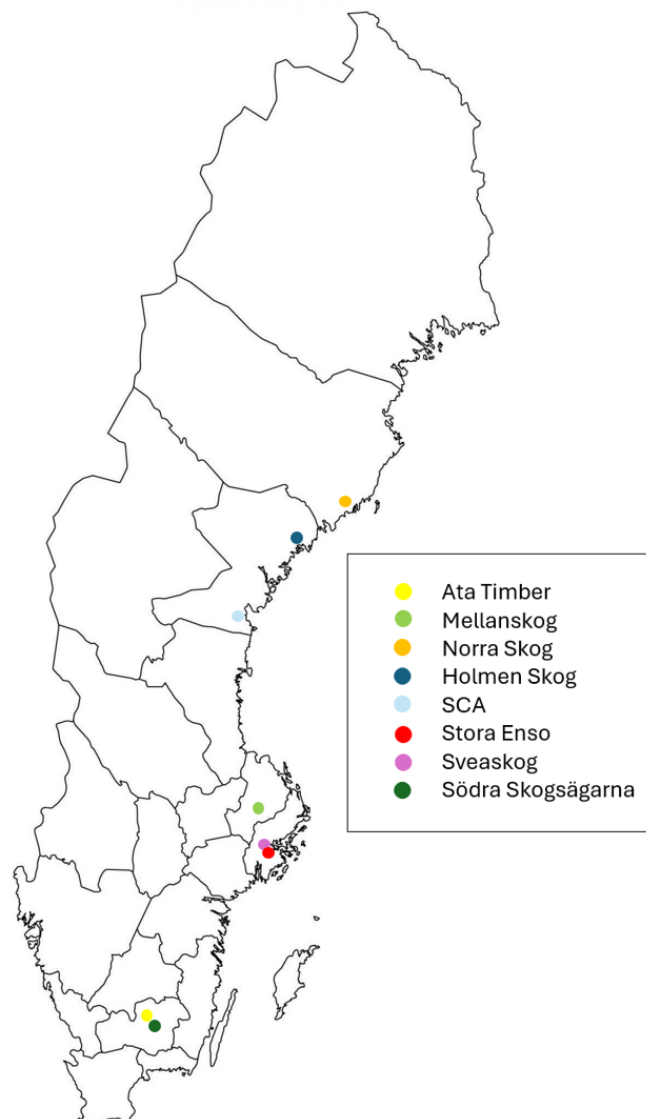 Ata Timber
Mellanskog
Norra Skog
Holmen Skog
SCA
Stora Enso
Sveaskog
Södra Skogsägarna